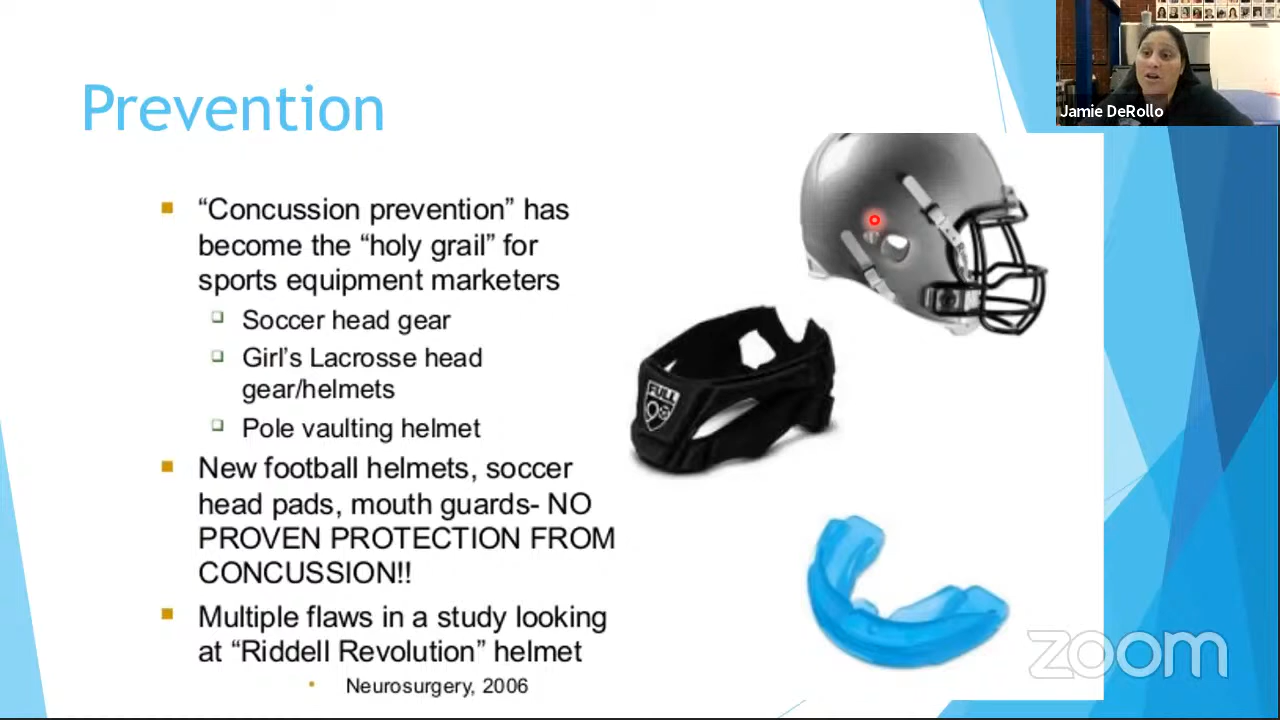 Prevention
Jamie DeRollo
“Concussion prevention” has
become the “holy grail” for
sports equipment marketers
Soccer head gear
Girl’s Lacrosse head
gear/helmets
Pole vaulting helmet
New football helmets, soccer
head pads, mouth guards- NO
PROVEN PROTECTION FROM
CONCUSSION!!
Multiple flaws in a study looking
at “Riddell Revolution” helmet
Neurosurgery, 2006
FULL
90
zoom